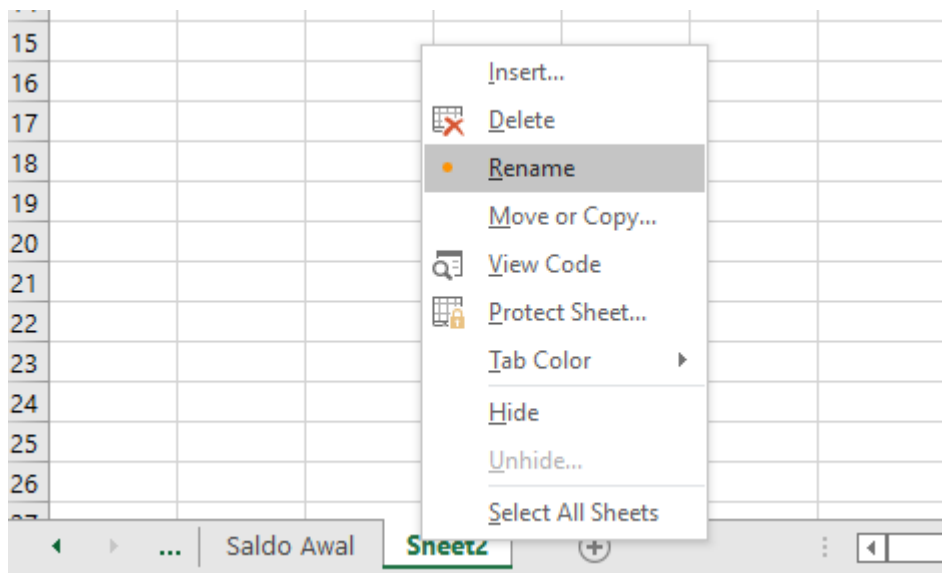 15
Insert...
16
17
Delete
18
Rename
19
Move or Copy...
20
View Code
21
22
Protect Sheet...
23
Tab Color
24
Hide
25
Unhide...
26
Select All Sheets
... Saldo Awal Sheet2